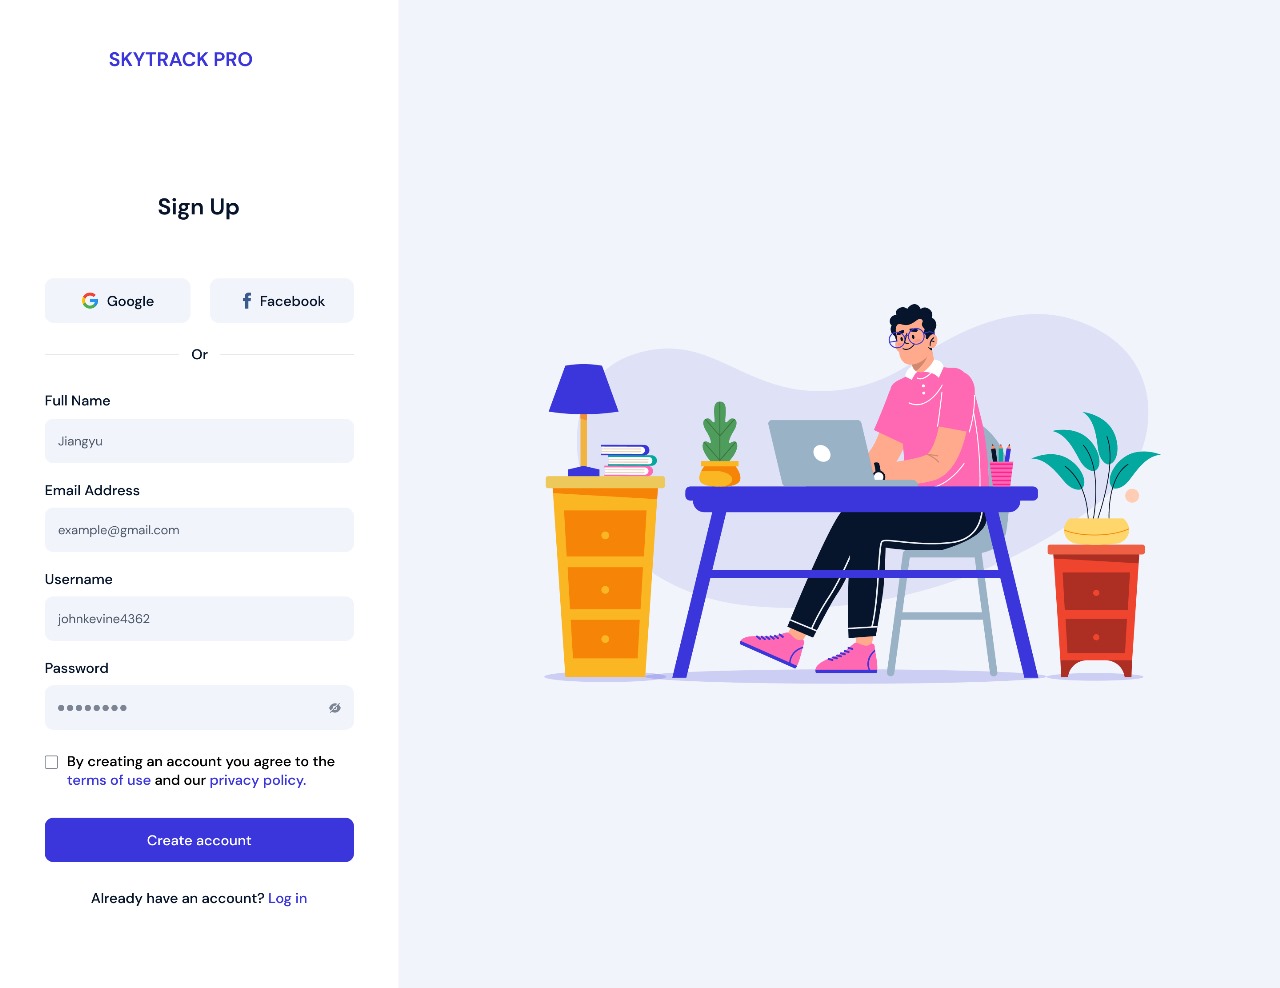 SKYTRACK PRO
Sign Up
Google
Facebook
Or
Full Name
Jiangyu
Email Address
example@gmail.com
Username
johnkevine4362
Password
By creating an account you agree to the
terms of use and our privacy policy.
Create account
Already have an account? Log in